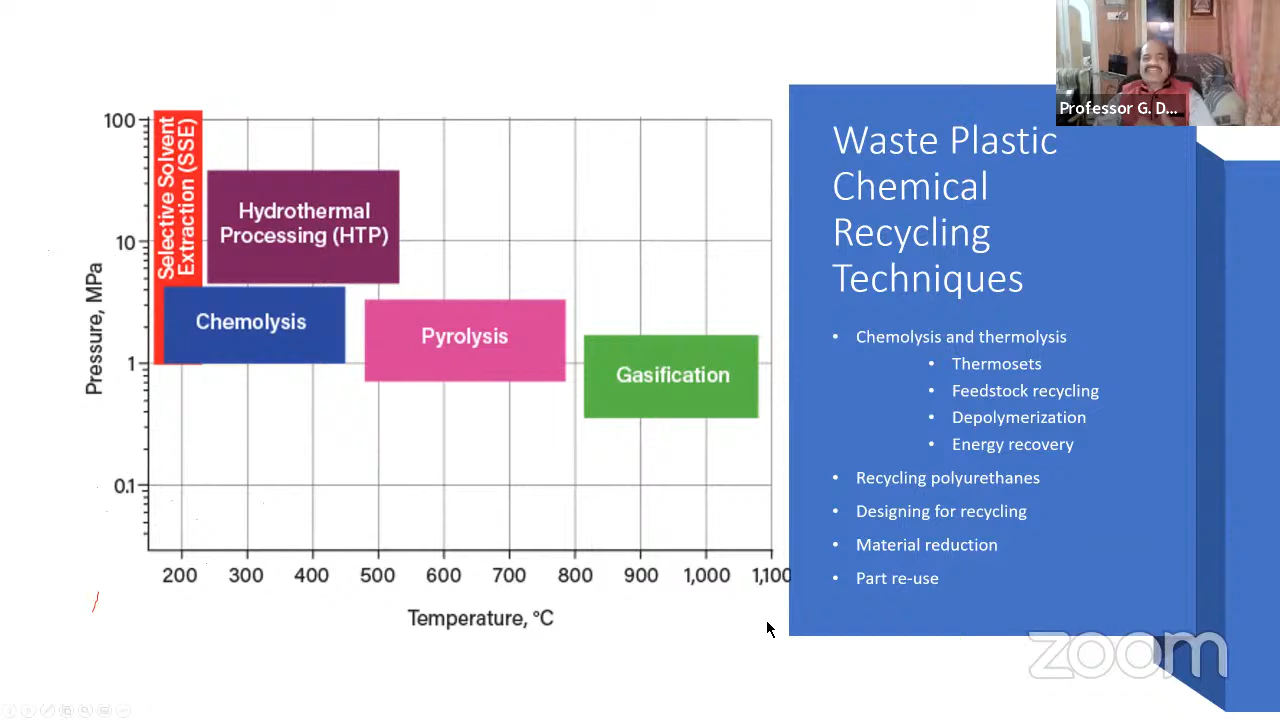 Professor G. D...
Waste Plastic
Chemical
Recycling
Techniques
• Chemolysis and thermolysis
• Thermosets
• Feedstock recycling
• Depolymerization
• Energy recovery
• Recycling polyurethanes
• Designing for recycling
• Material reduction
• Part re-use
Pressure, MPa
100
10
1
0.1
Selective Solvent
Extraction (SSE)
Hydrothermal
Processing (HTP)
Chemolysis
Pyrolysis
Gasification
200 300 400 500 600 700 800 900 1,000 1,100
Temperature, °C
zoom